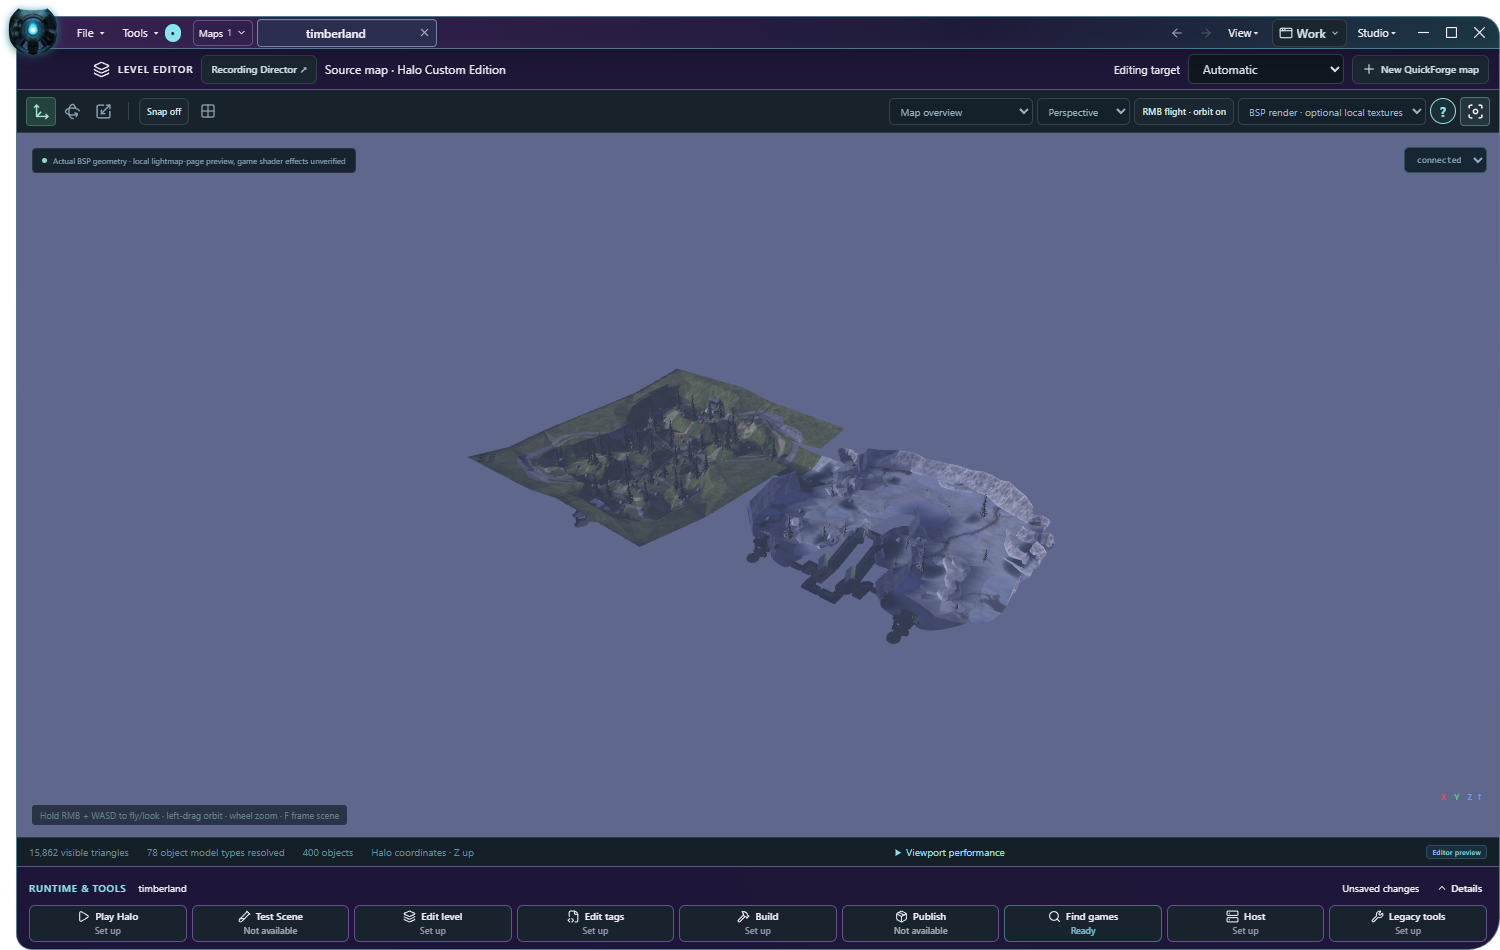 File Tools Maps 1 timberland View Work Studio
LEVEL EDITOR Recording Director ↗ Source map · Halo Custom Edition Editing target Automatic New QuickForge map
Snap off Map overview Perspective RMB flight · orbit on BSP render · optional local textures ?
Actual BSP geometry · local lightmap-page preview, game shader effects unverified connected
X Y Z ↑
Hold RMB + WASD to fly/look · left-drag orbit · wheel zoom · F frame scene
15,862 visible triangles 78 object model types resolved 400 objects Halo coordinates · Z up Viewport performance Editor preview
RUNTIME & TOOLS timberland Unsaved changes Details
Play Halo Test Scene Edit level Edit tags Build Publish Find games Host Legacy tools
Set up Not available Set up Set up Set up Not available Ready Set up Set up